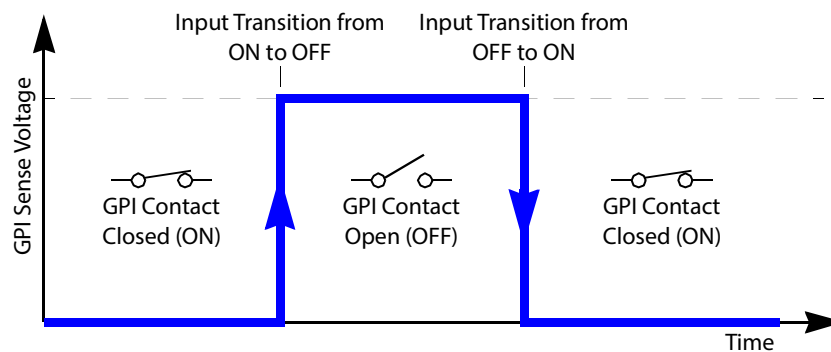 Input Transition from
ON to OFF
Input Transition from
OFF to ON
GPI Sense Voltage
GPI Contact
Closed (ON)
GPI Contact
Open (OFF)
GPI Contact
Closed (ON)
Time